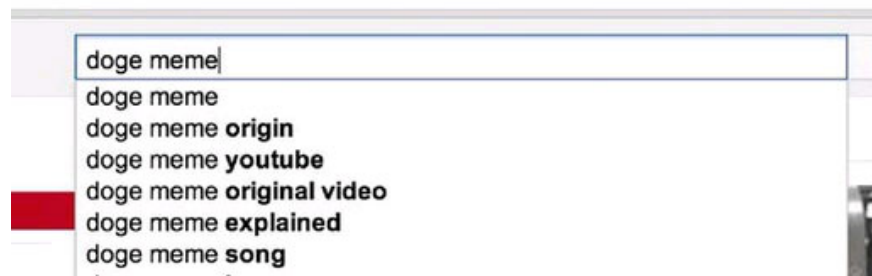 doge meme
doge meme
doge meme origin
doge meme youtube
doge meme original video
doge meme explained
doge meme song